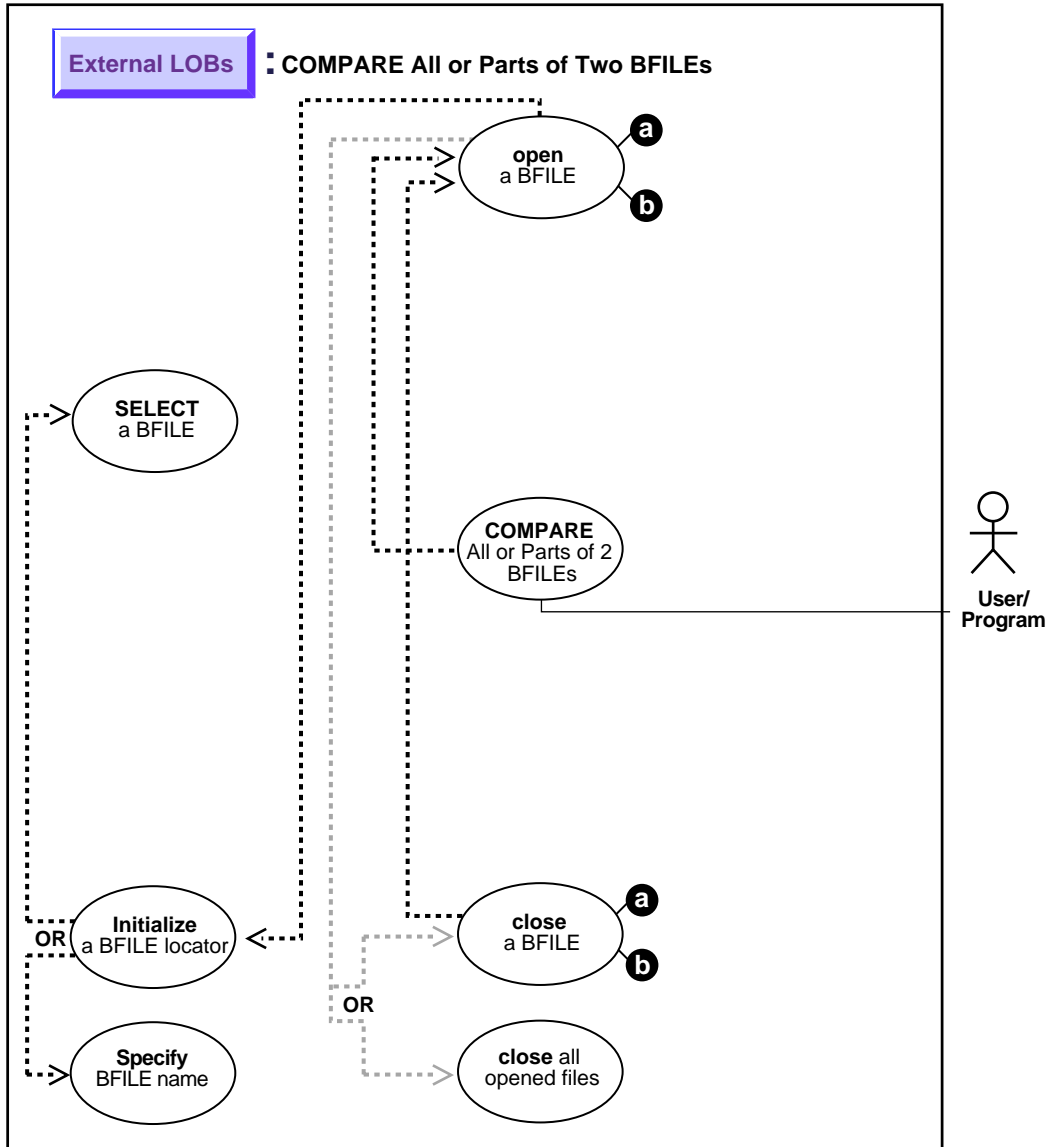 External LOBs : COMPARE All or Parts of Two BFILEs
open
a BFILE
a
b
SELECT
a BFILE
COMPARE
All or Parts of 2
BFILEs
User/
Program
Initialize
a BFILE locator
OR
close
a BFILE
a
b
OR
Specify
BFILE name
close all
opened files